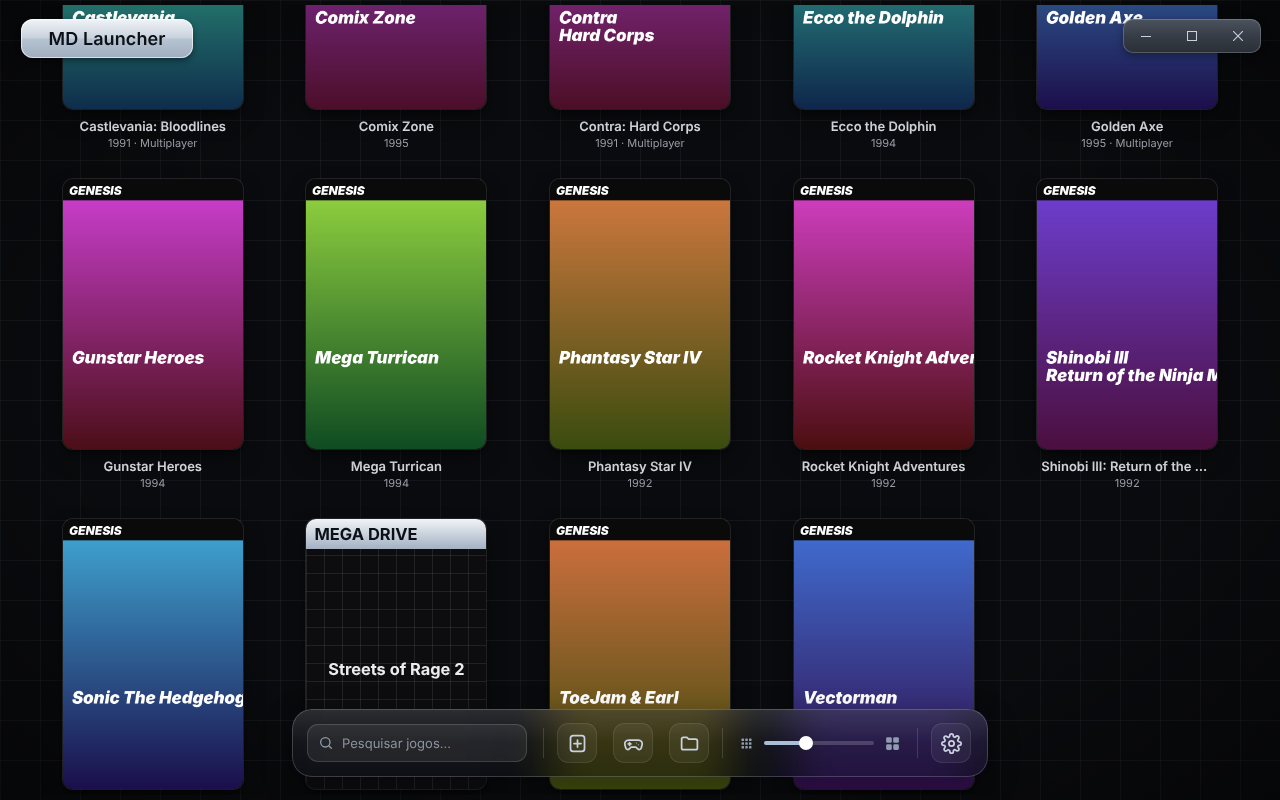 Castlevania
Comix Zone
Contra
Hard Corps
Ecco the Dolphin
Golden Axe
MD Launcher
Castlevania: Bloodlines
1991 · Multiplayer
Comix Zone
1995
Contra: Hard Corps
1991 · Multiplayer
Ecco the Dolphin
1994
Golden Axe
1995 · Multiplayer
GENESIS
Gunstar Heroes
Gunstar Heroes
1994
GENESIS
Mega Turrican
Mega Turrican
1994
GENESIS
Phantasy Star IV
Phantasy Star IV
1992
GENESIS
Rocket Knight Adver
Rocket Knight Adventures
1992
GENESIS
Shinobi III
Return of the Ninja M
Shinobi III: Return of the ...
1992
GENESIS
Sonic The Hedgehog
MEGA DRIVE
Streets of Rage 2
GENESIS
ToeJam & Earl
GENESIS
Vectorman
Pesquisar jogos...